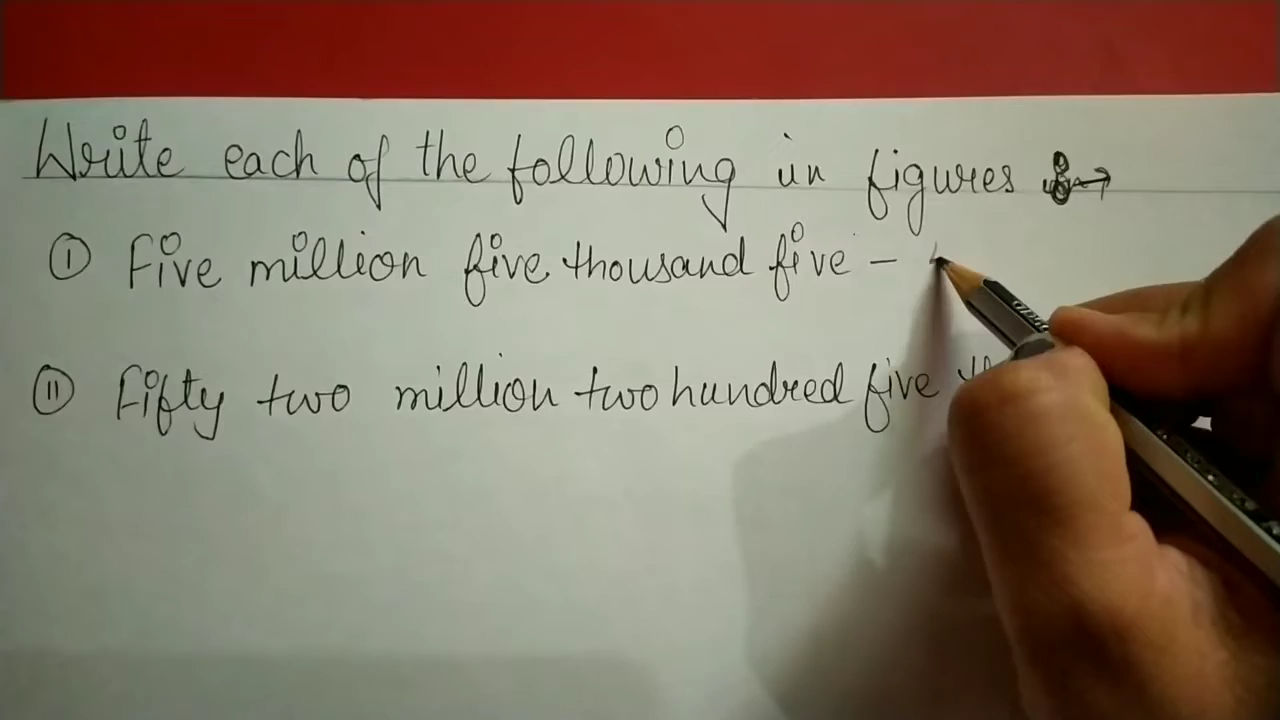 Write each of the following in figures :→
① Five million five thousand five –
② Fifty two million two hundred five